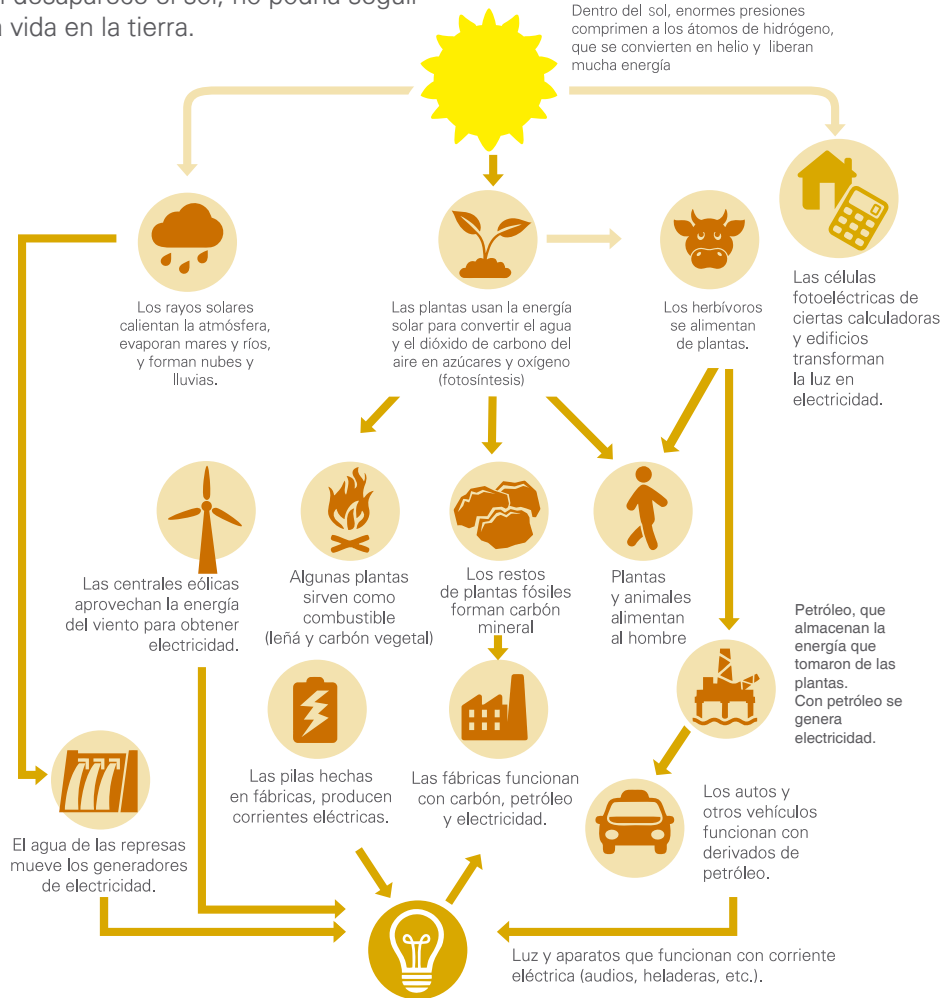 desaparece el sol, no podría seguir
vida en la tierra.
Dentro del sol, enormes presiones
comprimen a los átomos de hidrógeno,
que se convierten en helio y liberan
mucha energía
Los rayos solares
calientan la atmósfera,
evaporan mares y ríos,
y forman nubes y
lluvias.
Las plantas usan la energía
solar para convertir el agua
y el dióxido de carbono del
aire en azúcares y oxígeno
(fotosíntesis)
Los herbívoros
se alimentan
de plantas.
Las células
fotoeléctricas de
ciertas calculadoras
y edificios
transforman
la luz en
electricidad.
Las centrales eólicas
aprovechan la energía
del viento para obtener
electricidad.
Algunas plantas
sirven como
combustible
(leñá y carbón vegetal)
Los restos
de plantas fósiles
forman carbón
mineral
Plantas
y animales
alimentan
al hombre
Petróleo, que
almacenan la
energía que
tomaron de las
plantas.
Con petróleo se
genera
electricidad.
El agua de las represas
mueve los generadores
de electricidad.
Las pilas hechas
en fábricas, producen
corrientes eléctricas.
Las fábricas funcionan
con carbón, petróleo
y electricidad.
Los autos y
otros vehículos
funcionan con
derivados de
petróleo.
Luz y aparatos que funcionan con corriente
eléctrica (audios, heladeras, etc.).